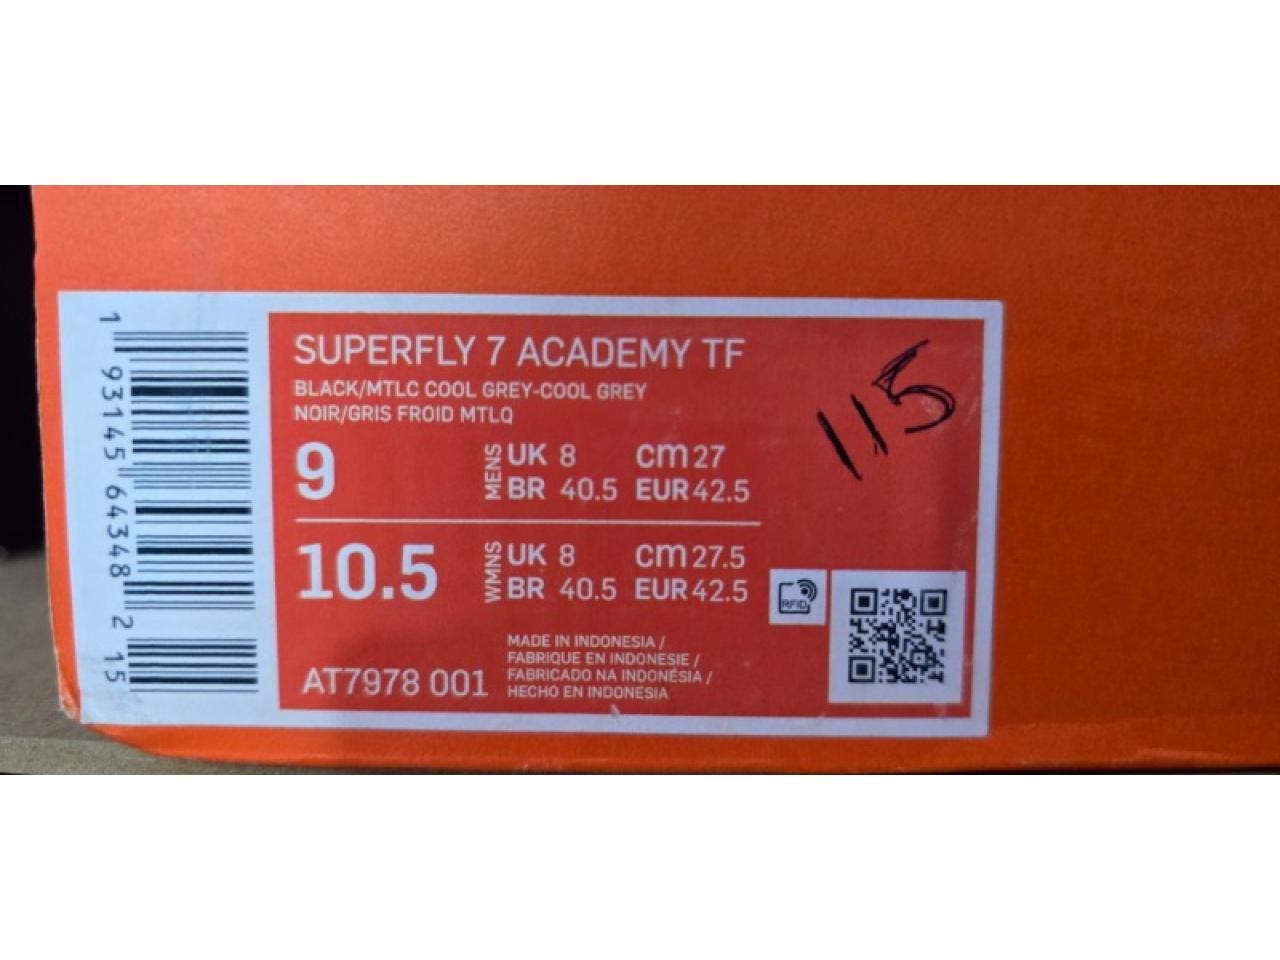 1 93145 64348 2 15
SUPERFLY 7 ACADEMY TF
BLACK/MTLC COOL GREY-COOL GREY
NOIR/GRIS FROID MTLQ
9 MENS UK 8 cm 27
BR 40.5 EUR 42.5
10.5 WMNS UK 8 cm 27.5
BR 40.5 EUR 42.5
AT7978 001
MADE IN INDONESIA /
FABRIQUE EN INDONESIE /
FABRICADO NA INDONÉSIA /
HECHO EN INDONESIA
RFID
115